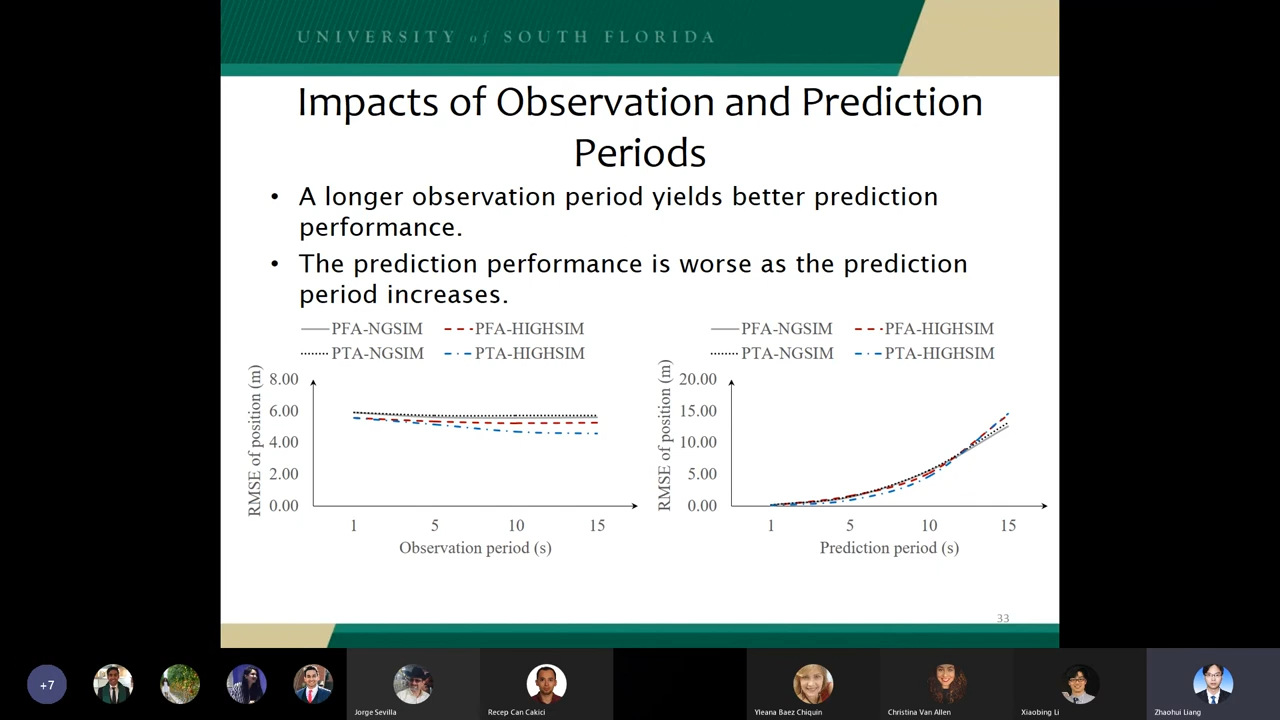 UNIVERSITY of SOUTH FLORIDA
Impacts of Observation and Prediction
Periods
• A longer observation period yields better prediction
performance.
• The prediction performance is worse as the prediction
period increases.
PFA-NGSIM PFA-HIGHSIM
PTA-NGSIM PTA-HIGHSIM
RMSE of position (m)
8.00
6.00
4.00
2.00
0.00
1 5 10 15
Observation period (s)
PFA-NGSIM PFA-HIGHSIM
PTA-NGSIM PTA-HIGHSIM
RMSE of position (m)
20.00
15.00
10.00
5.00
0.00
1 5 10 15
Prediction period (s)
33
+7
Jorge Sevilla
Recep Can Cakici
Yleana Baez Chiquin
Christina Van Allen
Xiaobing Li
Zhaohui Liang